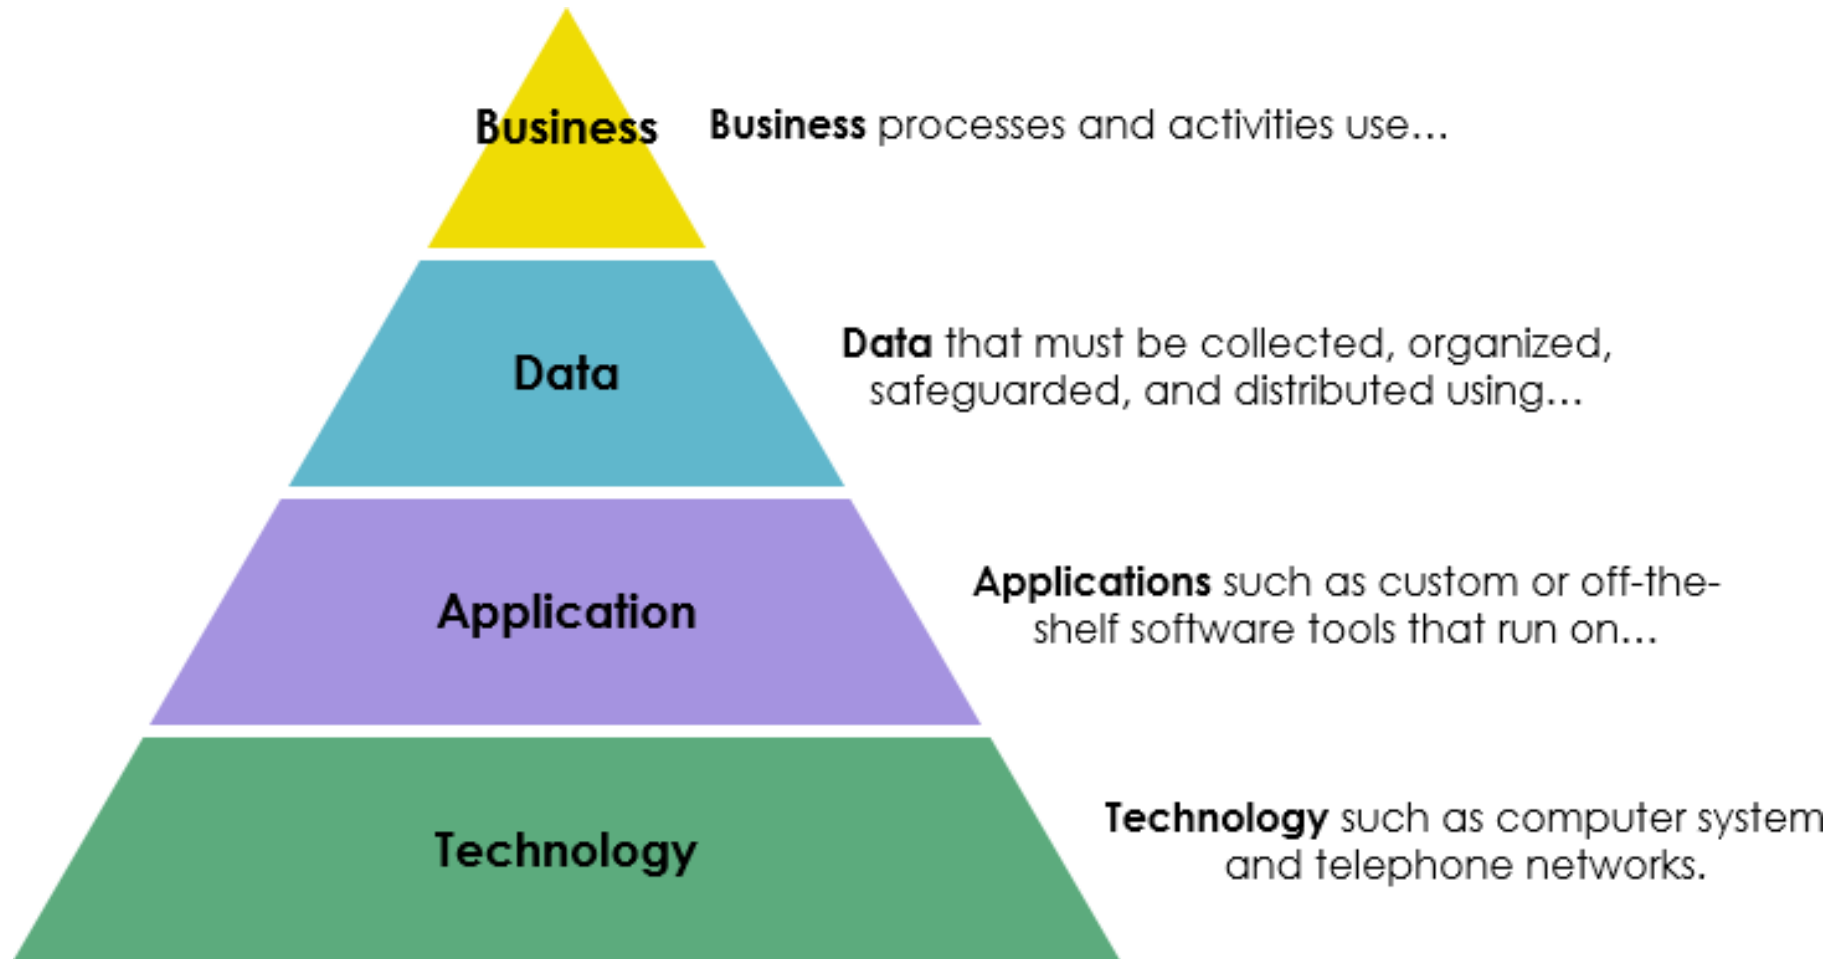 Business
Business processes and activities use...
Data
Data that must be collected, organized,
safeguarded, and distributed using...
Application
Applications such as custom or off-the-
shelf software tools that run on...
Technology
Technology such as computer system
and telephone networks.